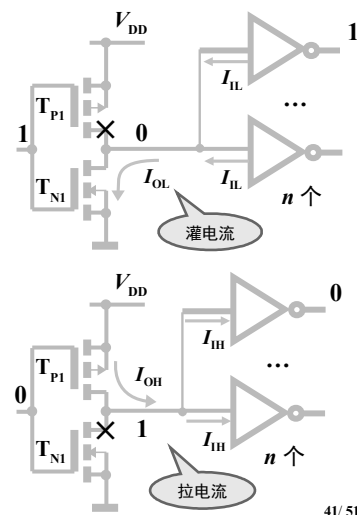 V_DD
1
T_P1
I_IL
1
0
...
T_N1
I_OL
I_IL
n 个
灌电流
V_DD
0
T_P1
I_OH
I_IH
...
0
1
T_N1
I_IH
n 个
拉电流
41/ 51